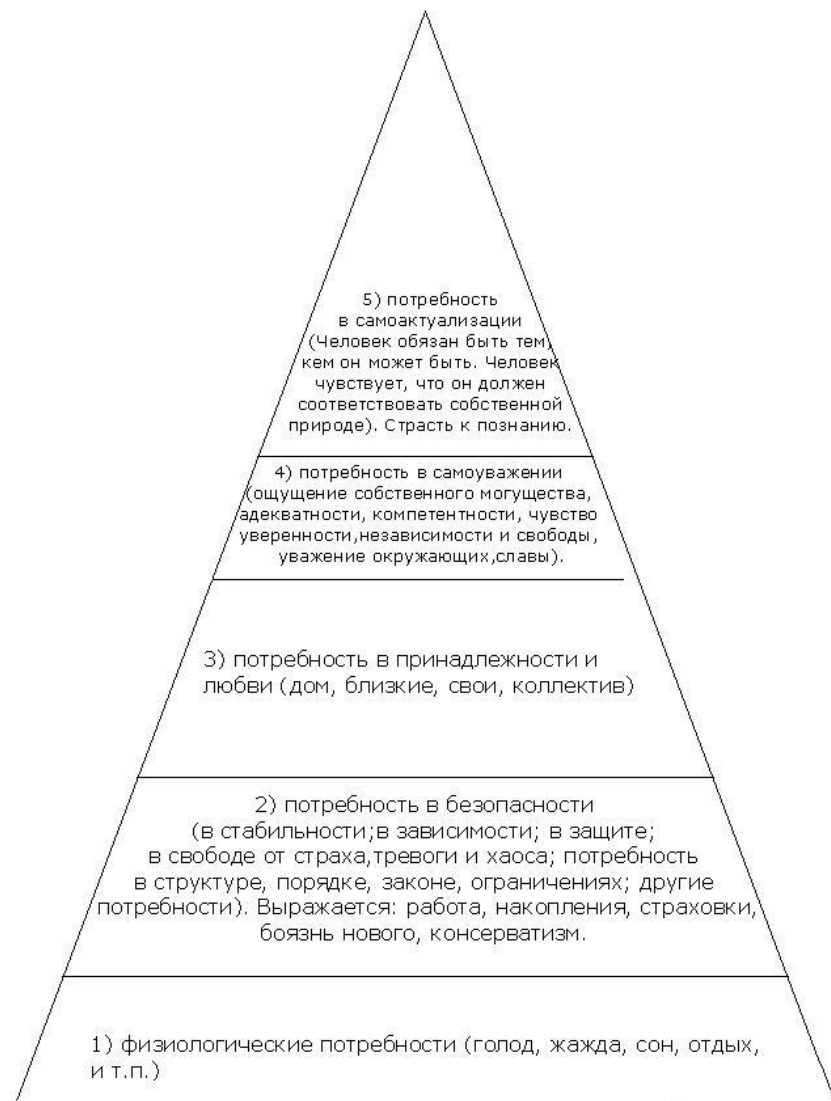 5) потребность
в самоактуализации
(Человек обязан быть тем,
кем он может быть. Человек
чувствует, что он должен
соответствовать собственной
природе). Страсть к познанию.
4) потребность в самоуважении
(ощущение собственного могущества,
адекватности, компетентности, чувство
уверенности,независимости и свободы,
уважение окружающих,славы).
3) потребность в принадлежности и
любви (дом, близкие, свои, коллектив)
2) потребность в безопасности
(в стабильности;в зависимости; в защите;
в свободе от страха,тревоги и хаоса; потребность
в структуре, порядке, законе, ограничениях; другие
потребности). Выражается: работа, накопления, страховки,
боязнь нового, консерватизм.
1) физиологические потребности (голод, жажда, сон, отдых,
и т.п.)